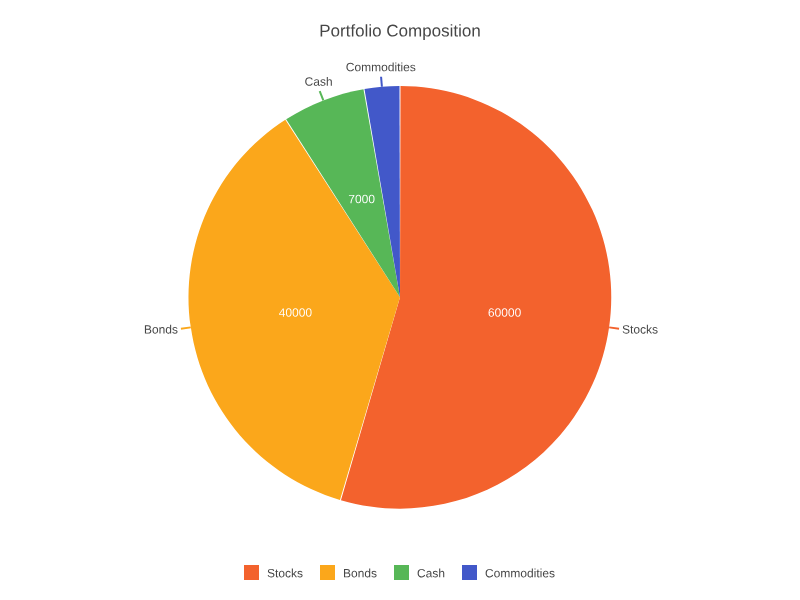 Portfolio Composition
Commodities
Cash
7000
40000
60000
Bonds
Stocks
Stocks
Bonds
Cash
Commodities